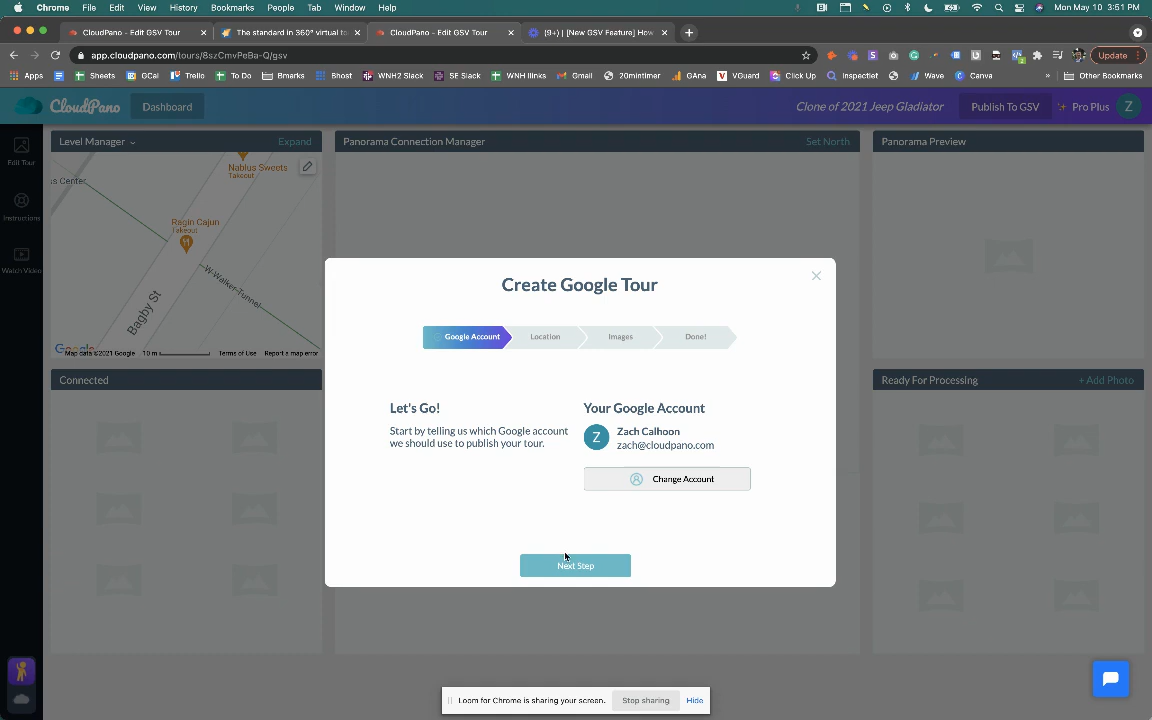 Chrome File Edit View History Bookmarks People Tab Window Help Mon May 10 3:51 PM
CloudPano - Edit GSV Tour The standard in 360° virtual to CloudPano - Edit GSV Tour (9+) | [New GSV Feature] How
app.cloudpano.com/tours/8szCmvPeBa-Q/gsv Update
Apps Sheets GCal Trello To Do Bmarks Bhost WNH2 Slack SE Slack WNH llinks Gmail 20mintimer GAna VGuard Click Up Inspectlet Wave Canva » Other Bookmarks
CloudPano Dashboard Clone of 2021 Jeep Gladiator Publish To GSV Pro Plus Z
Level Manager Expand Panorama Connection Manager Set North Panorama Preview
Edit Tour
Instructions
Watch Video
Nablus Sweets
Takeout
ss Center
Ragin Cajun
Takeout
W-Walker-Tunnel
Bagby St
Google Map data ©2021 Google 10 m Terms of Use Report a map error
Connected Ready For Processing +Add Photo
Create Google Tour
Google Account Location Images Done!
Let's Go!
Start by telling us which Google account
we should use to publish your tour.
Your Google Account
Z Zach Calhoon
zach@cloudpano.com
Change Account
Next Step
Loom for Chrome is sharing your screen. Stop sharing Hide